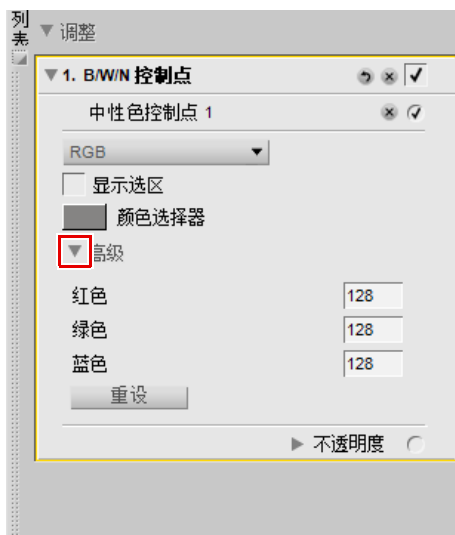 列表
调整
1. B/W/N 控制点
中性色控制点 1
RGB
显示选区
颜色选择器
高级
红色 128
绿色 128
蓝色 128
重设
不透明度